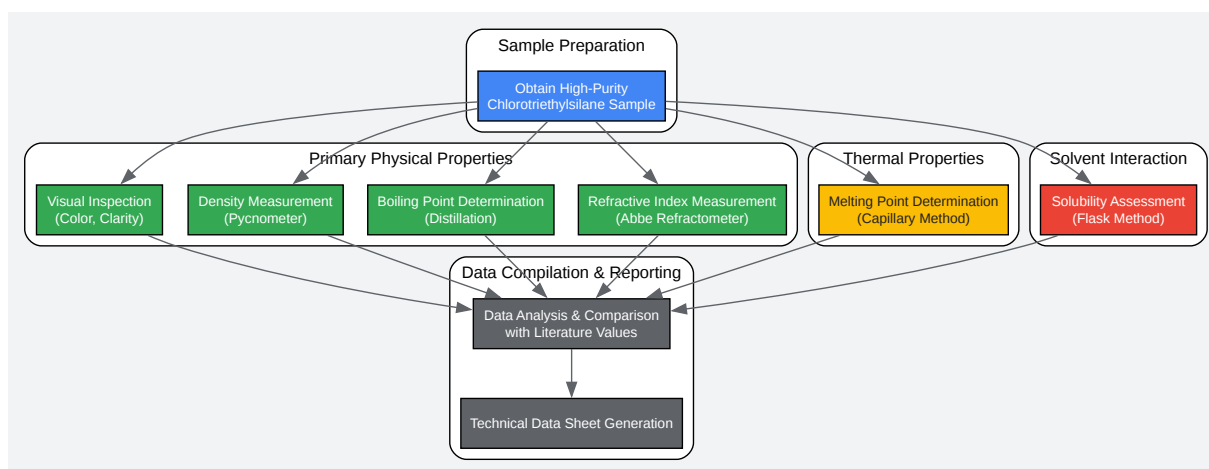 Sample Preparation
Obtain High-Purity
Chlorotriethylsilane Sample
Primary Physical Properties
Thermal Properties
Solvent Interaction
Visual Inspection
(Color, Clarity)
Density Measurement
(Pycnometer)
Boiling Point Determination
(Distillation)
Refractive Index Measurement
(Abbe Refractometer)
Melting Point Determination
(Capillary Method)
Solubility Assessment
(Flask Method)
Data Compilation & Reporting
Data Analysis & Comparison
with Literature Values
Technical Data Sheet Generation